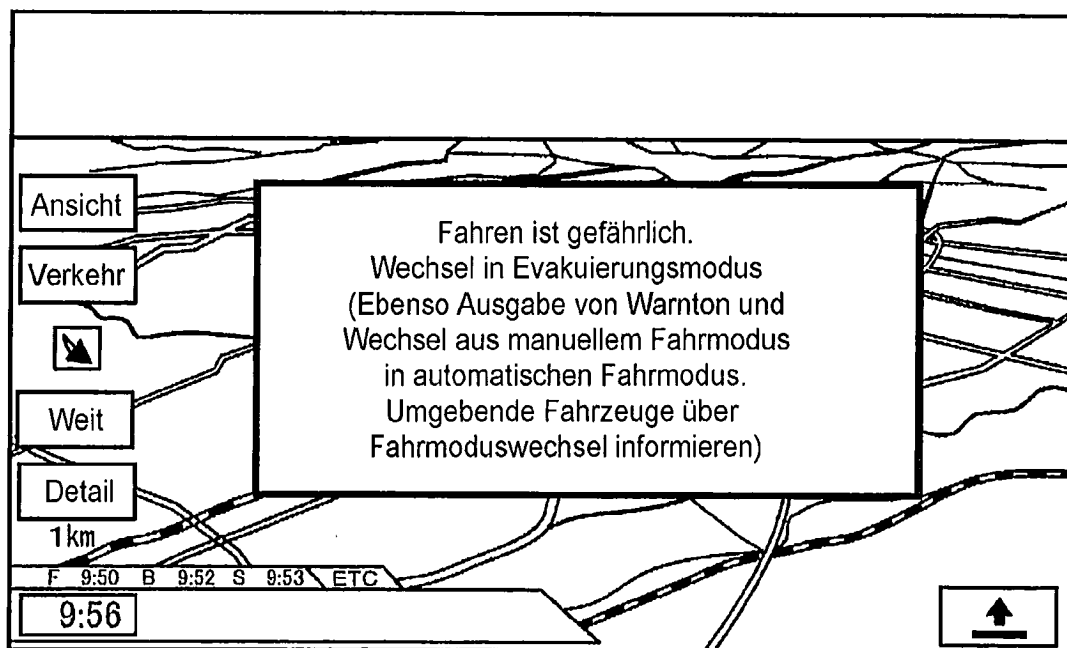 Ansicht
Verkehr
Weit
Detail
1km
Fahren ist gefährlich.
Wechsel in Evakuierungsmodus
(Ebenso Ausgabe von Warnton und
Wechsel aus manuellem Fahrmodus
in automatischen Fahrmodus.
Umgebende Fahrzeuge über
Fahrmoduswechsel informieren)
F 9:50 B 9:52 S 9:53 ETC
9:56